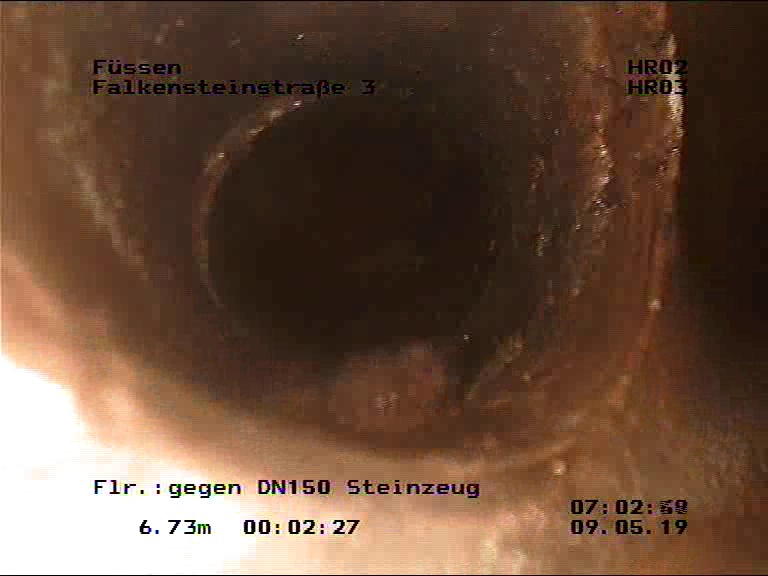 Füssen HR02
Falkensteinstraße 3 HR03
Flr.:gegen DN150 Steinzeug
6.73m 00:02:27 09.05.19